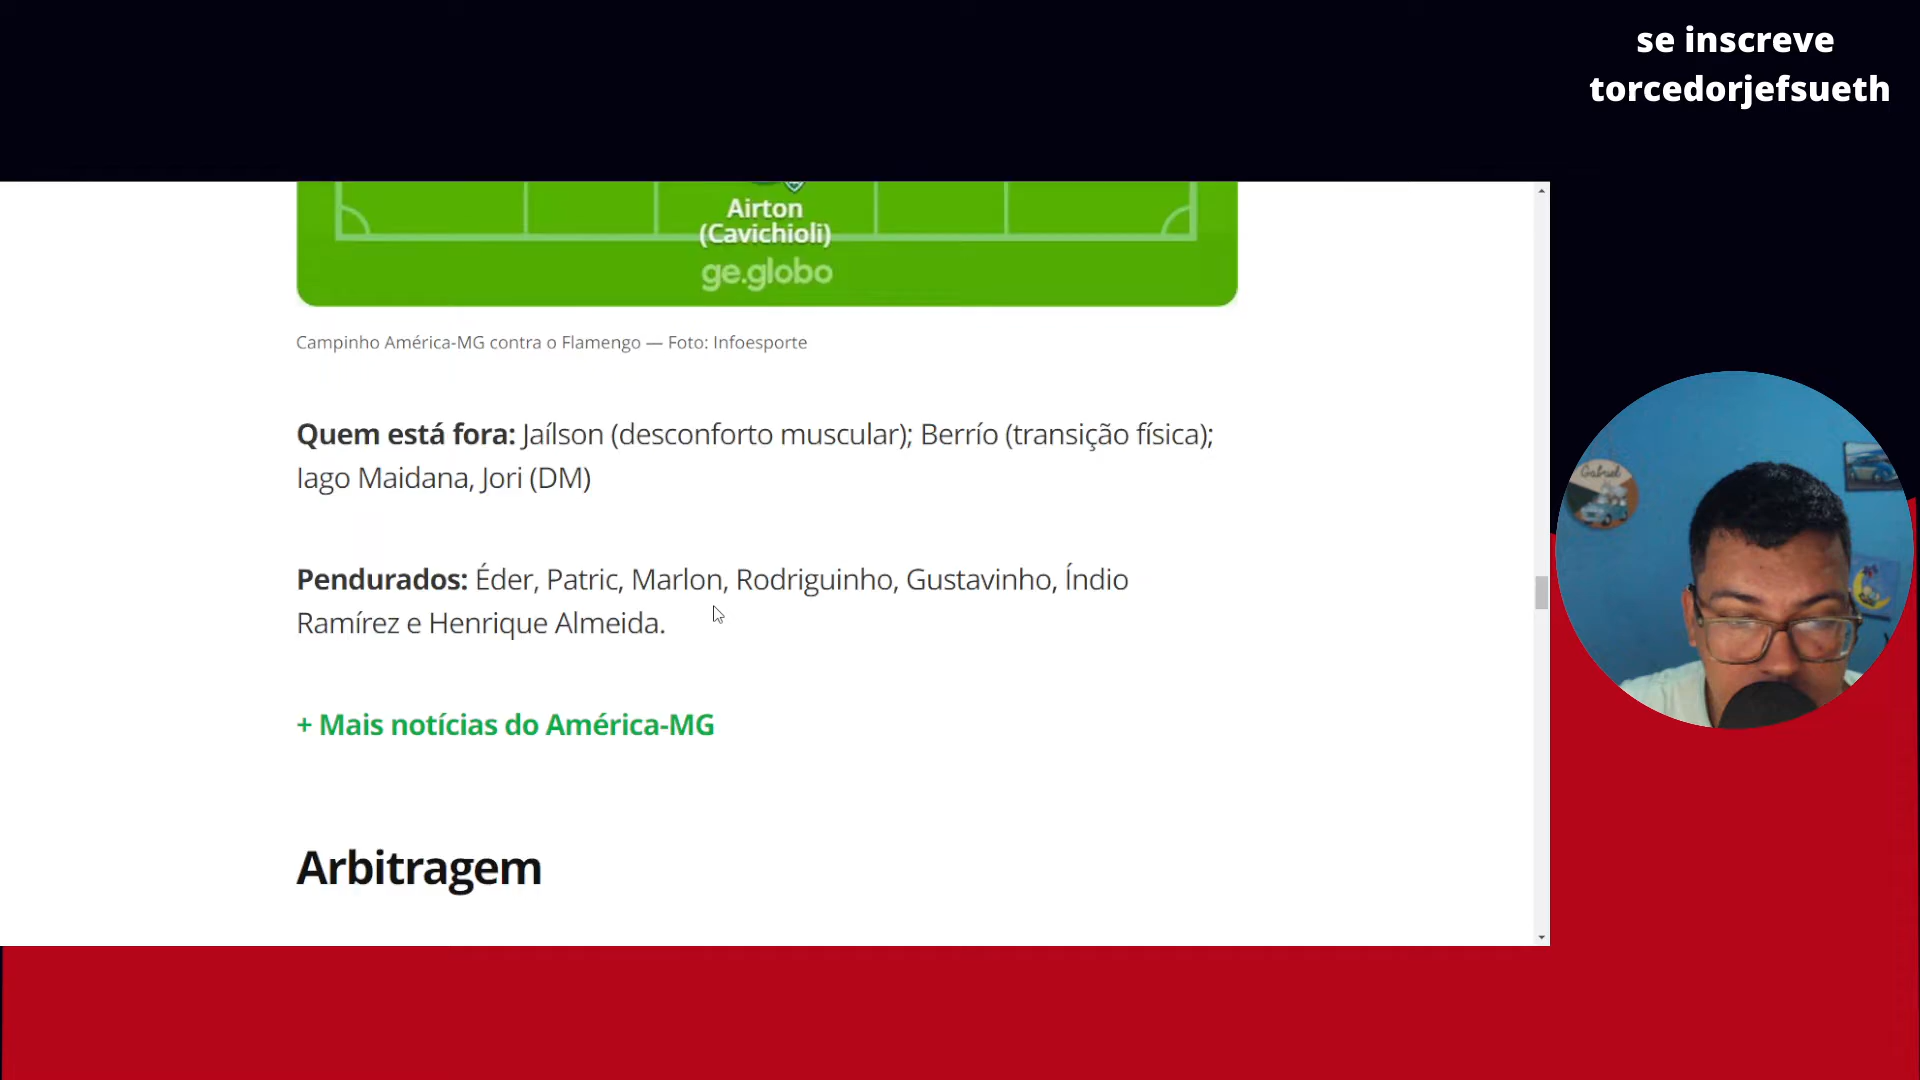 se inscreve
torcedorjefsueth
Airton
(Cavichioli)
ge.globo
Campinho América-MG contra o Flamengo — Foto: Infoesporte
Quem está fora: Jaílson (desconforto muscular); Berrío (transição física);
Iago Maidana, Jori (DM)
Pendurados: Éder, Patric, Marlon, Rodriguinho, Gustavinho, Índio
Ramírez e Henrique Almeida.
+ Mais notícias do América-MG
Arbitragem
Gabriel